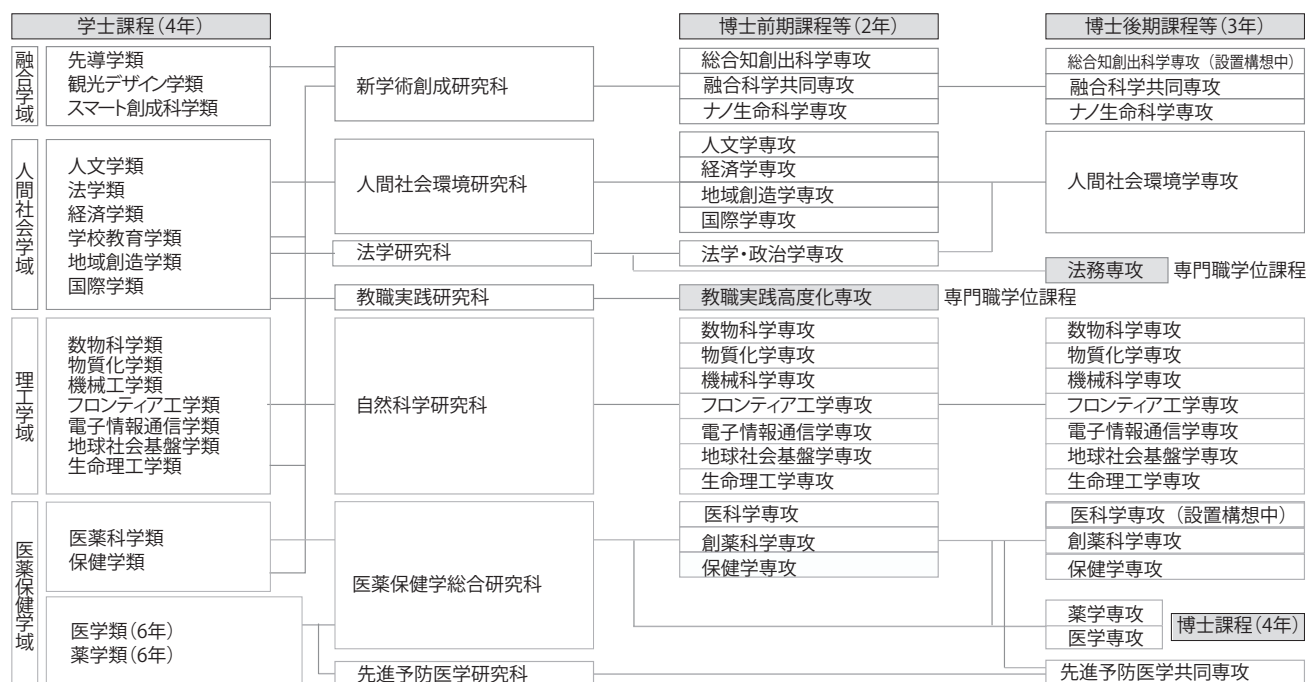 学士課程（4年）
博士前期課程等（2年）
博士後期課程等（3年）
融合学域
先導学類
観光デザイン学類
スマート創成科学類
新学術創成研究科
総合知創出科学専攻
融合科学共同専攻
ナノ生命科学専攻
総合知創出科学専攻（設置構想中）
融合科学共同専攻
ナノ生命科学専攻
人間社会学域
人文学類
法学類
経済学類
学校教育学類
地域創造学類
国際学類
人間社会環境研究科
人文学専攻
経済学専攻
地域創造学専攻
国際学専攻
人間社会環境学専攻
法学研究科
法学・政治学専攻
法務専攻
専門職学位課程
教職実践研究科
教職実践高度化専攻
専門職学位課程
理工学域
数物科学類
物質化学類
機械工学類
フロンティア工学類
電子情報通信学類
地球社会基盤学類
生命理工学類
自然科学研究科
数物科学専攻
物質化学専攻
機械科学専攻
フロンティア工学専攻
電子情報通信学専攻
地球社会基盤学専攻
生命理工学専攻
数物科学専攻
物質化学専攻
機械科学専攻
フロンティア工学専攻
電子情報通信学専攻
地球社会基盤学専攻
生命理工学専攻
医薬保健学域
医薬科学類
保健学類
医学類（6年）
薬学類（6年）
医薬保健学総合研究科
医科学専攻
創薬科学専攻
保健学専攻
医科学専攻（設置構想中）
創薬科学専攻
保健学専攻
薬学専攻
医学専攻
博士課程（4年）
先進予防医学研究科
先進予防医学共同専攻